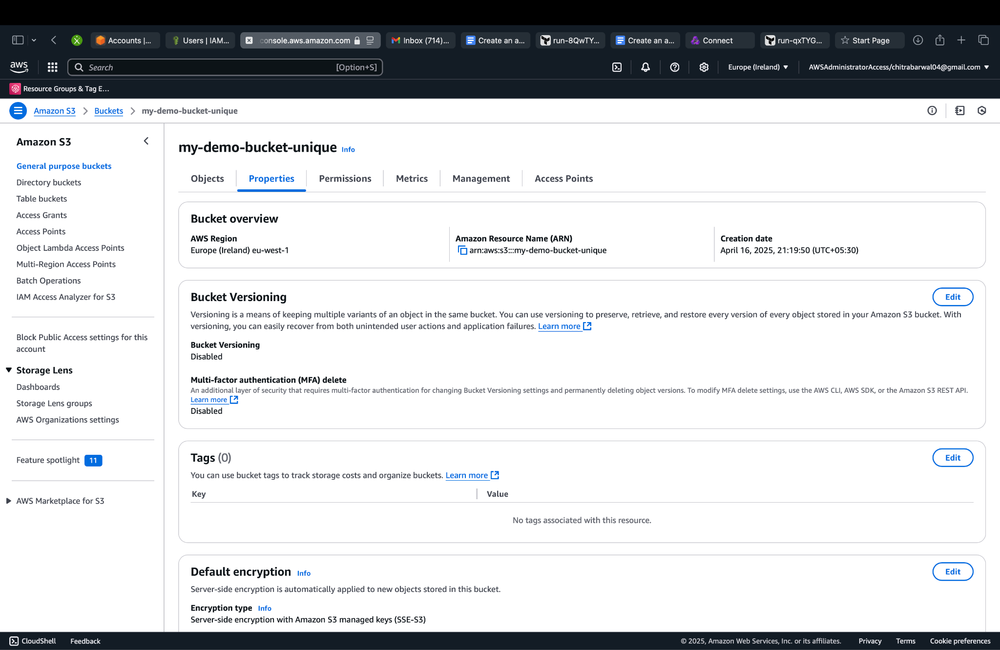 Accounts |...
Users | IAM...
console.aws.amazon.com
Inbox (714)...
Create an a...
run-8QwTY...
Create an a...
Connect
run-qxTYG...
Start Page
aws
Search
[Option+S]
Europe (Ireland)
AWSAdministratorAccess/chitrabarwal04@gmail.com
Resource Groups & Tag E...
Amazon S3
Buckets
my-demo-bucket-unique
Amazon S3
General purpose buckets
Directory buckets
Table buckets
Access Grants
Access Points
Object Lambda Access Points
Multi-Region Access Points
Batch Operations
IAM Access Analyzer for S3
Block Public Access settings for this
account
Storage Lens
Dashboards
Storage Lens groups
AWS Organizations settings
Feature spotlight 11
AWS Marketplace for S3
my-demo-bucket-unique Info
Objects
Properties
Permissions
Metrics
Management
Access Points
Bucket overview
AWS Region
Europe (Ireland) eu-west-1
Amazon Resource Name (ARN)
arn:aws:s3:::my-demo-bucket-unique
Creation date
April 16, 2025, 21:19:50 (UTC+05:30)
Bucket Versioning
Edit
Versioning is a means of keeping multiple variants of an object in the same bucket. You can use versioning to preserve, retrieve, and restore every version of every object stored in your Amazon S3 bucket. With
versioning, you can easily recover from both unintended user actions and application failures. Learn more
Bucket Versioning
Disabled
Multi-factor authentication (MFA) delete
An additional layer of security that requires multi-factor authentication for changing Bucket Versioning settings and permanently deleting object versions. To modify MFA delete settings, use the AWS CLI, AWS SDK, or the Amazon S3 REST API.
Learn more
Disabled
Tags (0)
Edit
You can use bucket tags to track storage costs and organize buckets. Learn more
Key
Value
No tags associated with this resource.
Default encryption Info
Edit
Server-side encryption is automatically applied to new objects stored in this bucket.
Encryption type Info
Server-side encryption with Amazon S3 managed keys (SSE-S3)
CloudShell
Feedback
© 2025, Amazon Web Services, Inc. or its affiliates.
Privacy
Terms
Cookie preferences